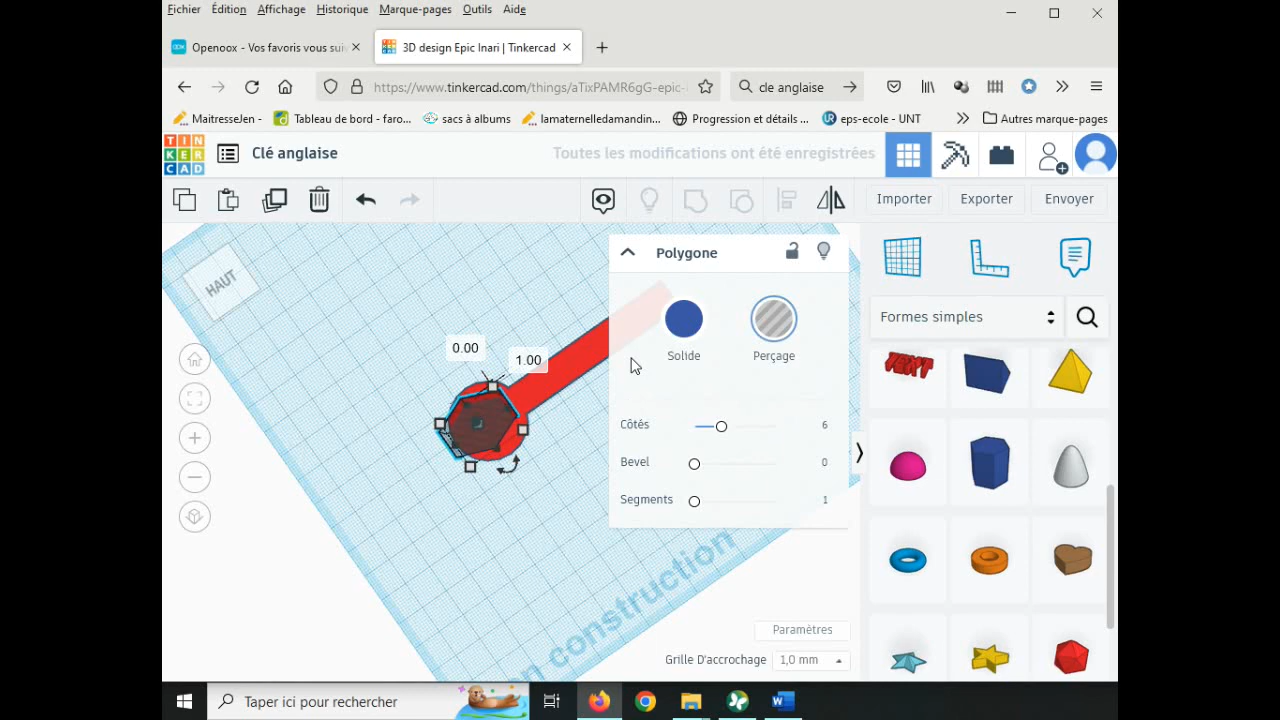 Fichier Édition Affichage Historique Marque-pages Outils Aide
Openoox - Vos favoris vous sui
3D design Epic Inari | Tinkercad
https://www.tinkercad.com/things/aTixPAMR6gG-epic-
cle anglaise
MaitresseJen -
Tableau de bord - faro...
sacs à albums
lamaternelledamandin...
Progression et détails ...
eps-ecole - UNT
Autres marque-pages
TIN
KER
CAD
Clé anglaise
Toutes les modifications ont été enregistrées
Importer
Exporter
Envoyer
HAUT
Polygone
Solide
Perçage
Formes simples
0.00
1.00
Côtés 6
Bevel 0
Segments 1
construction
Paramètres
Grille D'accrochage 1,0 mm
Taper ici pour rechercher